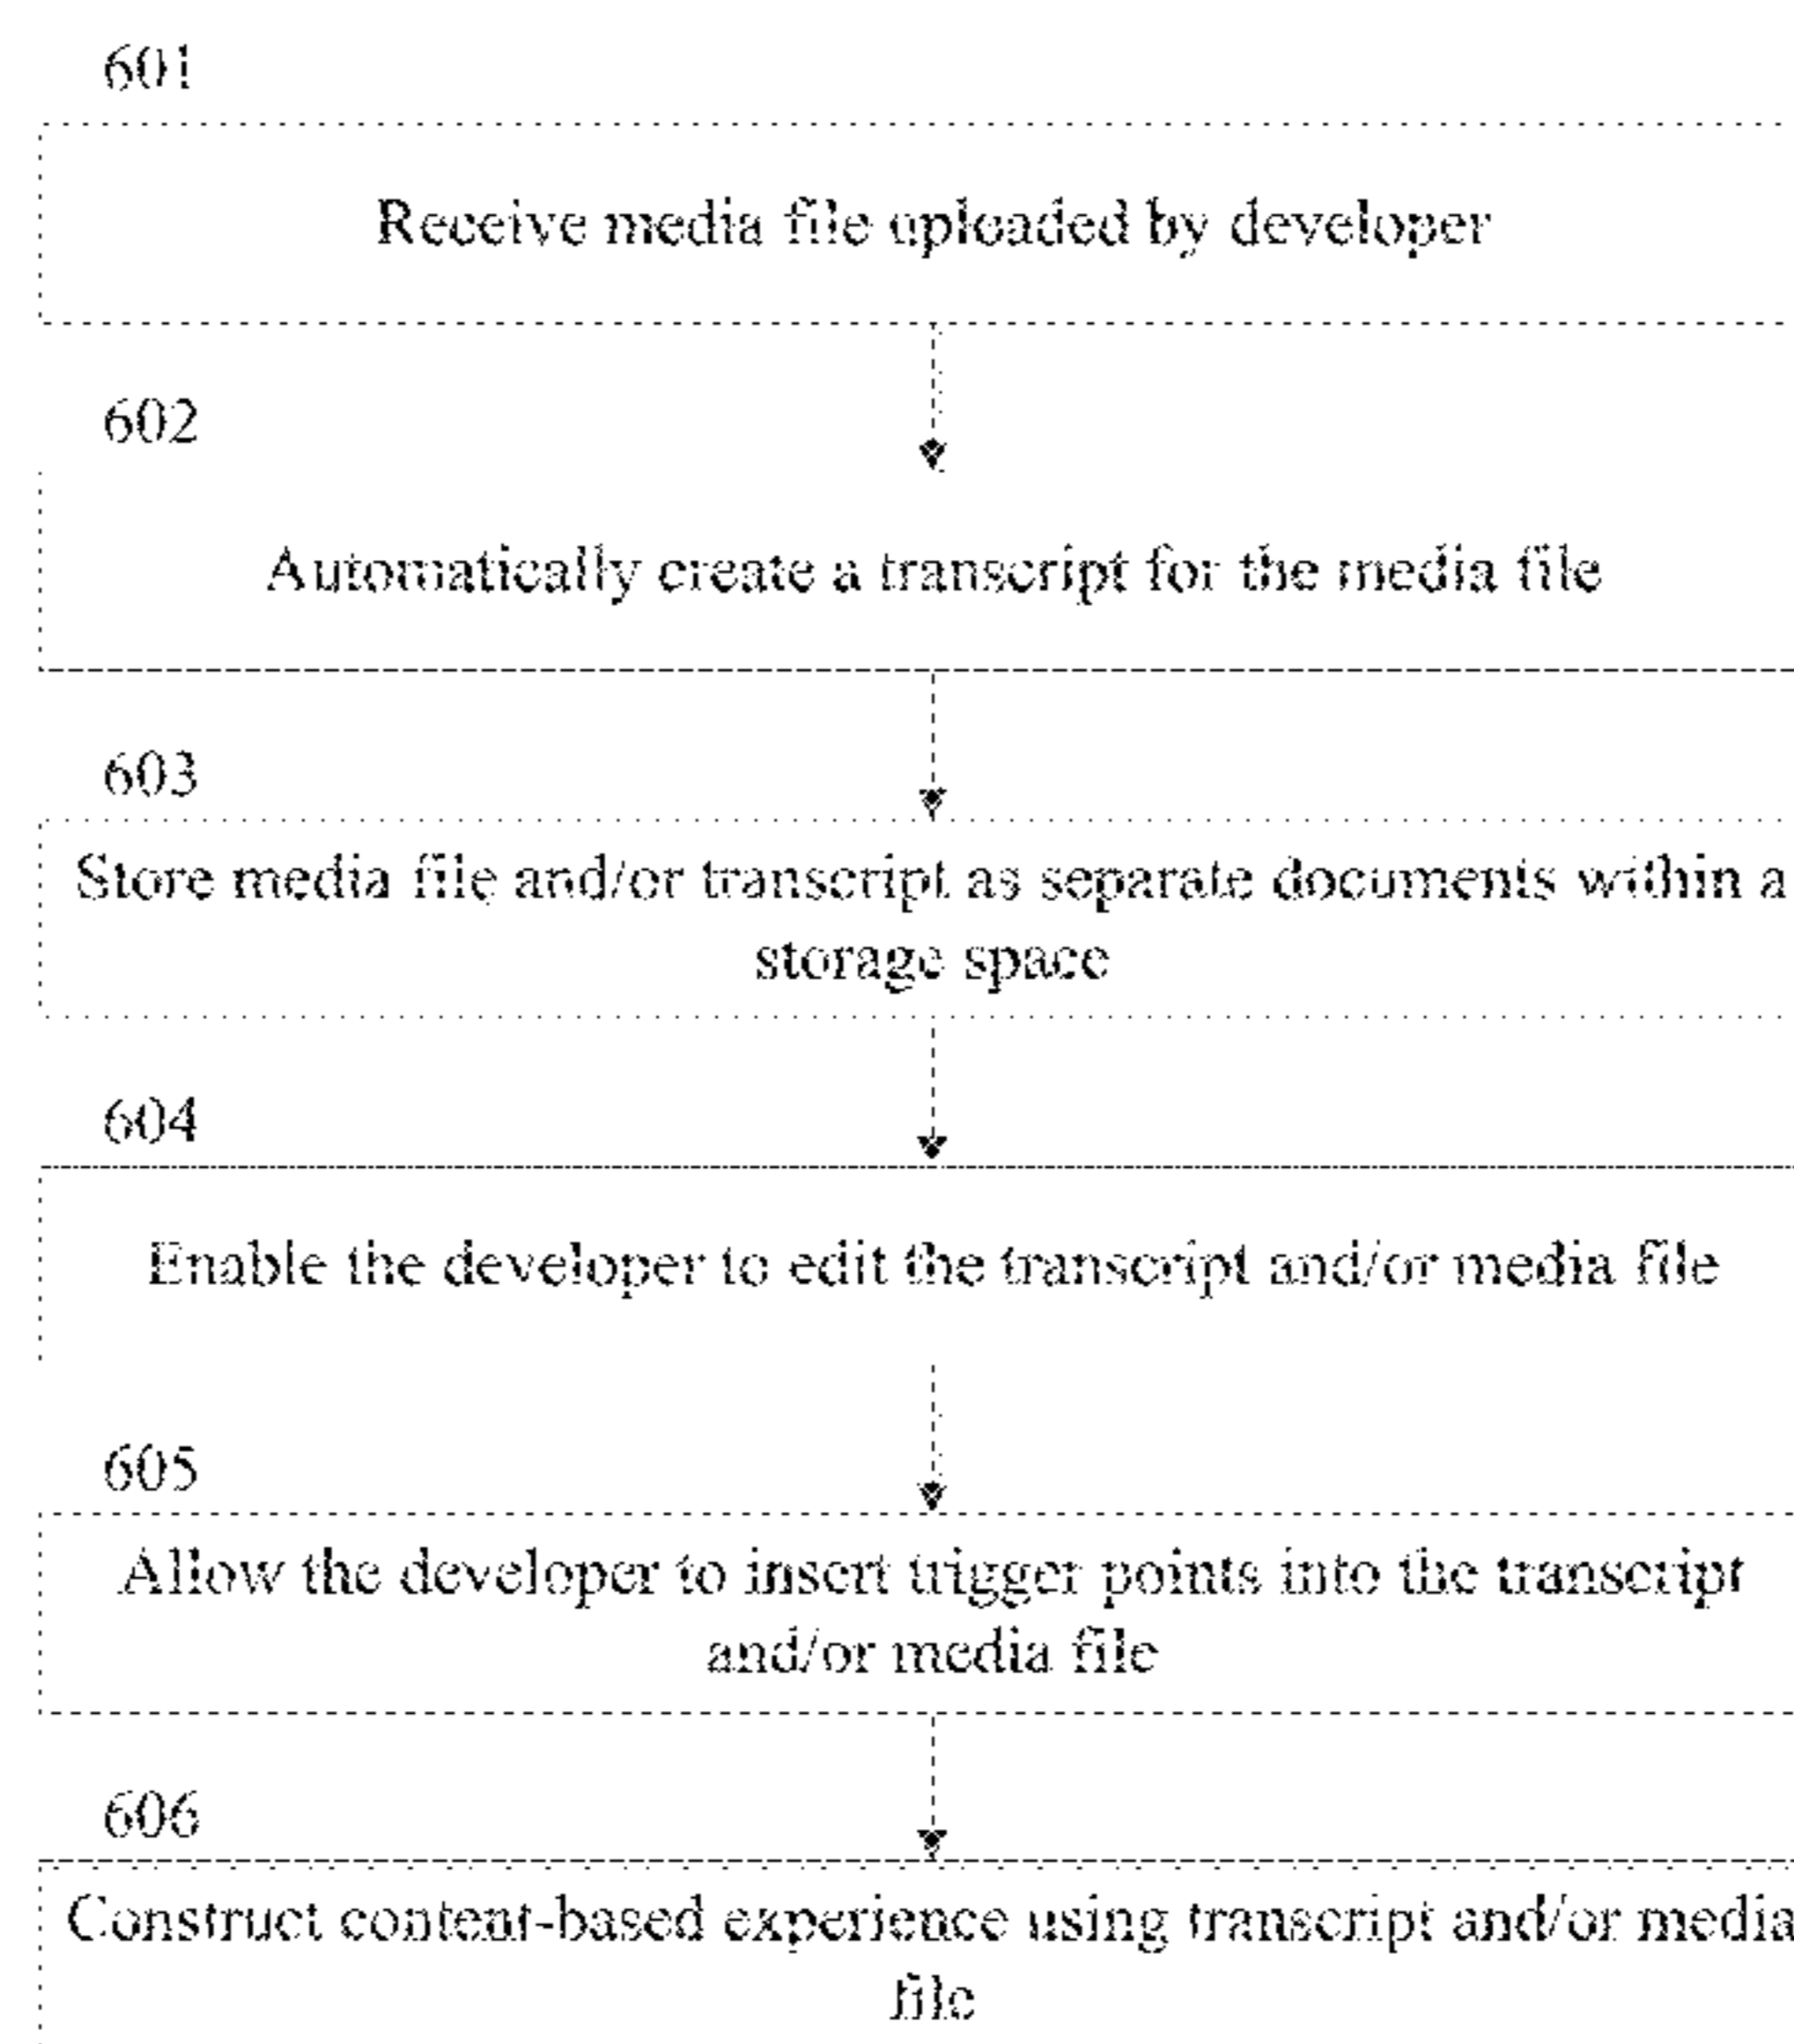 601
Receive media file uploaded by developer
602
Automatically create a transcript for the media file
603
Store media file and/or transcript as separate documents within a
storage space
604
Enable the developer to edit the transcript and/or media file
605
Allow the developer to insert trigger points into the transcript
and/or media file
606
Construct content-based experience using transcript and/or media
file